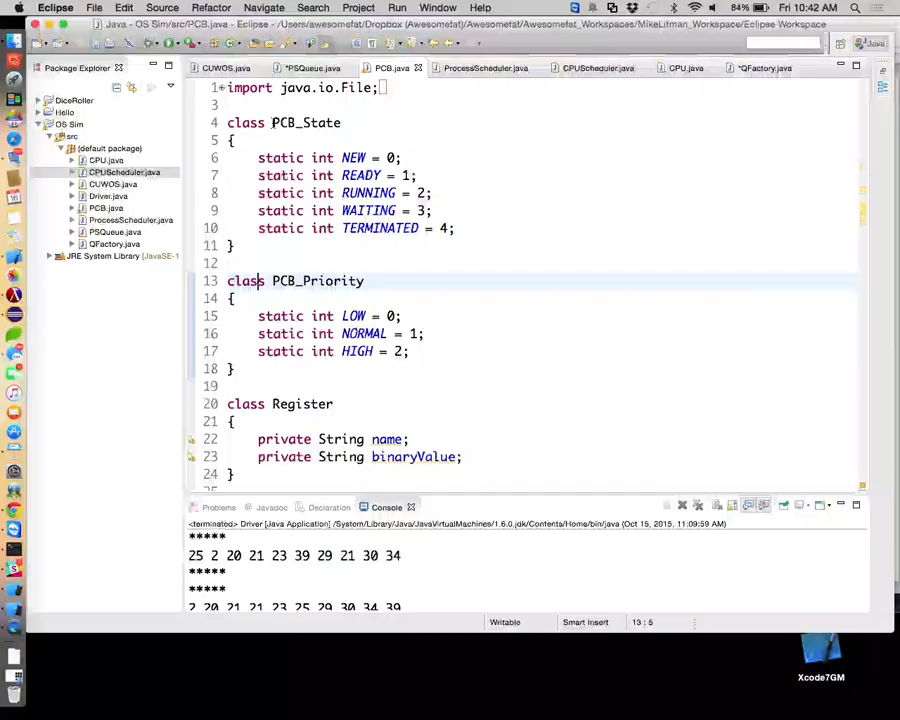 Eclipse File Edit Source Refactor Navigate Search Project Run Window Help 84% Fri 10:42 AM
Java - OS Sim/src/PCB.java - Eclipse - /Users/awesomefat/Dropbox (Awesomefat)/Awesomefat_Workspaces/MikeLitman_Workspace/Eclipse Workspace
Java
Package Explorer
CUWOS.java *PSQueue.java PCB.java ProcessScheduler.java CPUScheduler.java CPU.java *QFactory.java
DiceRoller
Hello
OS Sim
src
(default package)
CPU.java
CPUScheduler.java
CUWOS.java
Driver.java
PCB.java
ProcessScheduler.java
PSQueue.java
QFactory.java
JRE System Library [JavaSE-1
1 import java.io.File;
3
4 class PCB_State
5 {
6 static int NEW = 0;
7 static int READY = 1;
8 static int RUNNING = 2;
9 static int WAITING = 3;
10 static int TERMINATED = 4;
11 }
12
13 class PCB_Priority
14 {
15 static int LOW = 0;
16 static int NORMAL = 1;
17 static int HIGH = 2;
18 }
19
20 class Register
21 {
22 private String name;
23 private String binaryValue;
24 }
Problems Javadoc Declaration Console
<terminated> Driver [Java Application] /System/Library/Java/JavaVirtualMachines/1.6.0.jdk/Contents/Home/bin/java (Oct 15, 2015, 11:09:59 AM)
*****
25 2 20 21 23 39 29 21 30 34
*****
*****
2 20 21 21 23 25 29 30 34 39
Writable Smart Insert 13 : 5
Xcode7GM